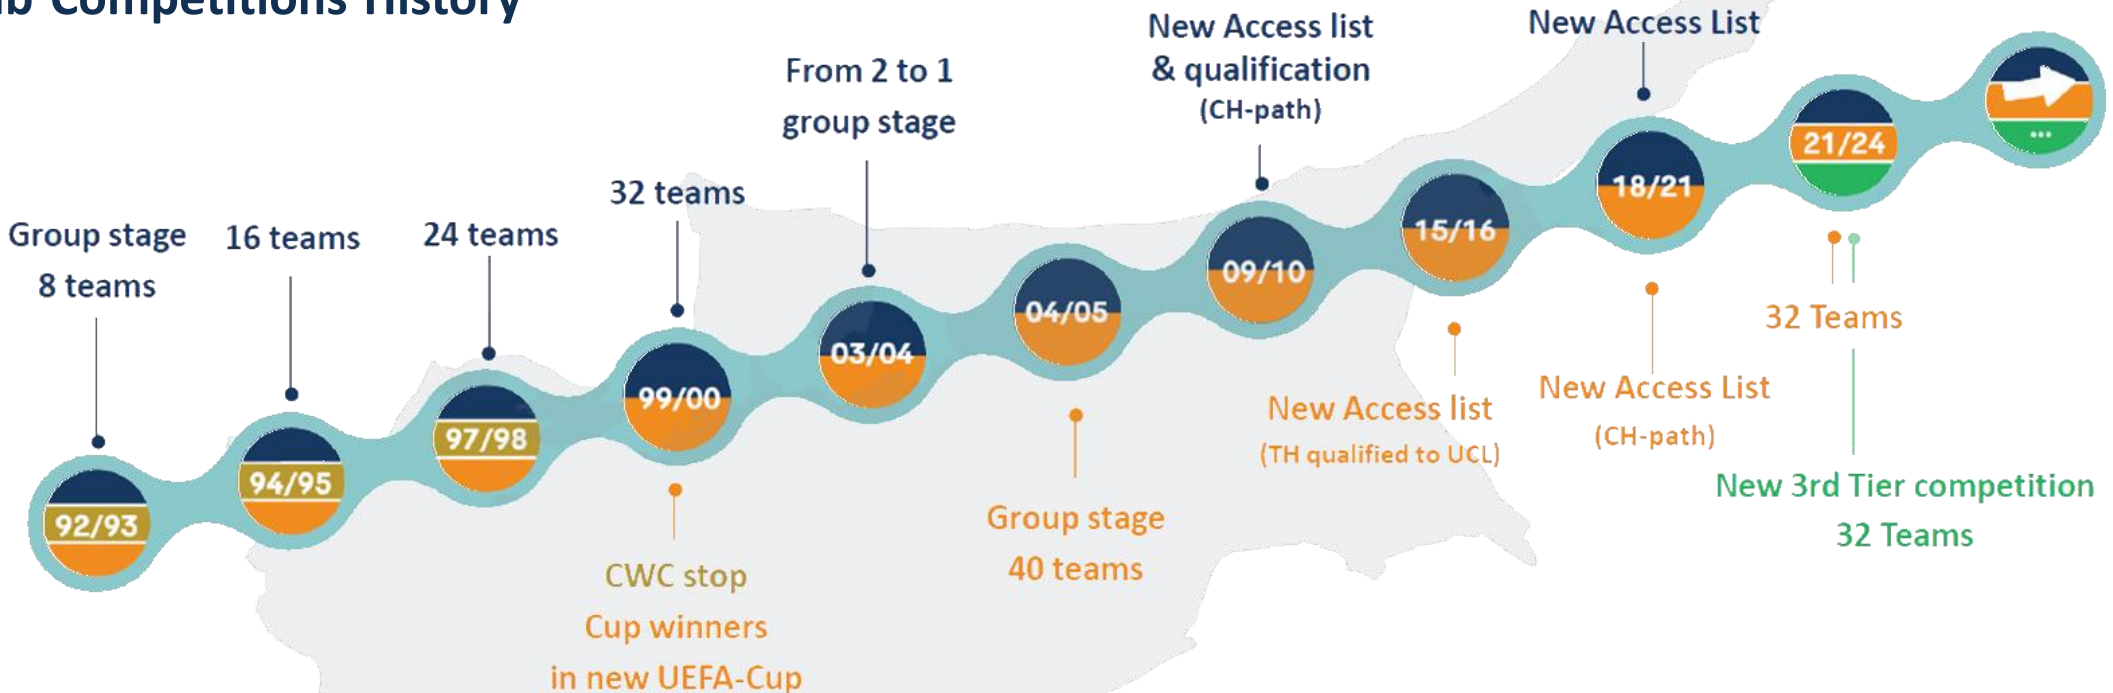 Competitions History
Group stage
8 teams
92/93
16 teams
94/95
24 teams
97/98
32 teams
99/00
CWC stop
Cup winners
in new UEFA-Cup
From 2 to 1
group stage
03/04
04/05
Group stage
40 teams
New Access list
& qualification
(CH-path)
09/10
15/16
New Access list
(TH qualified to UCL)
New Access List
18/21
New Access List
(CH-path)
21/24
32 Teams
New 3rd Tier competition
32 Teams
...